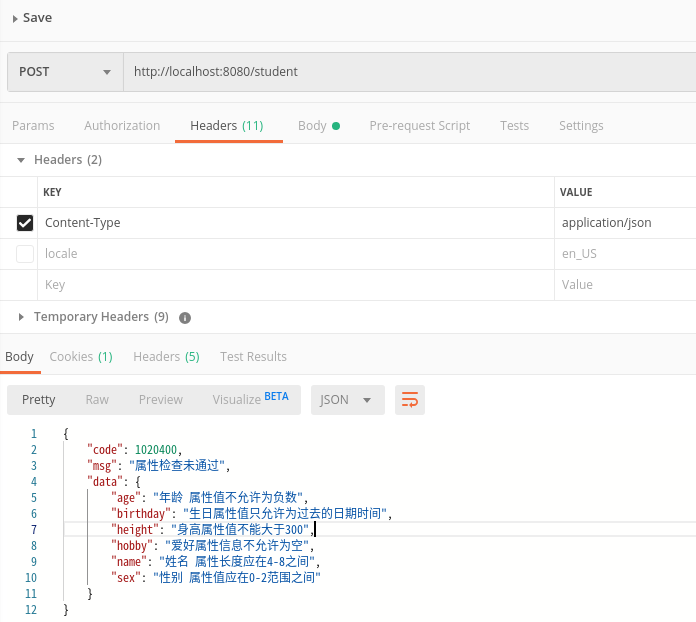 Save
POST http://localhost:8080/student
Params Authorization Headers (11) Body Pre-request Script Tests Settings
Headers (2)
KEY VALUE
Content-Type application/json
locale en_US
Key Value
Temporary Headers (9)
Body Cookies (1) Headers (5) Test Results
Pretty Raw Preview Visualize BETA JSON
1 {
2 "code": 1020400,
3 "msg": "属性检查未通过",
4 "data": {
5 "age": "年龄 属性值不允许为负数",
6 "birthday": "生日属性值只允许为过去的日期时间",
7 "height": "身高属性值不能大于300",
8 "hobby": "爱好属性信息不允许为空",
9 "name": "姓名 属性长度应在4-8之间",
10 "sex": "性别 属性值应在0-2范围之间"
11 }
12 }